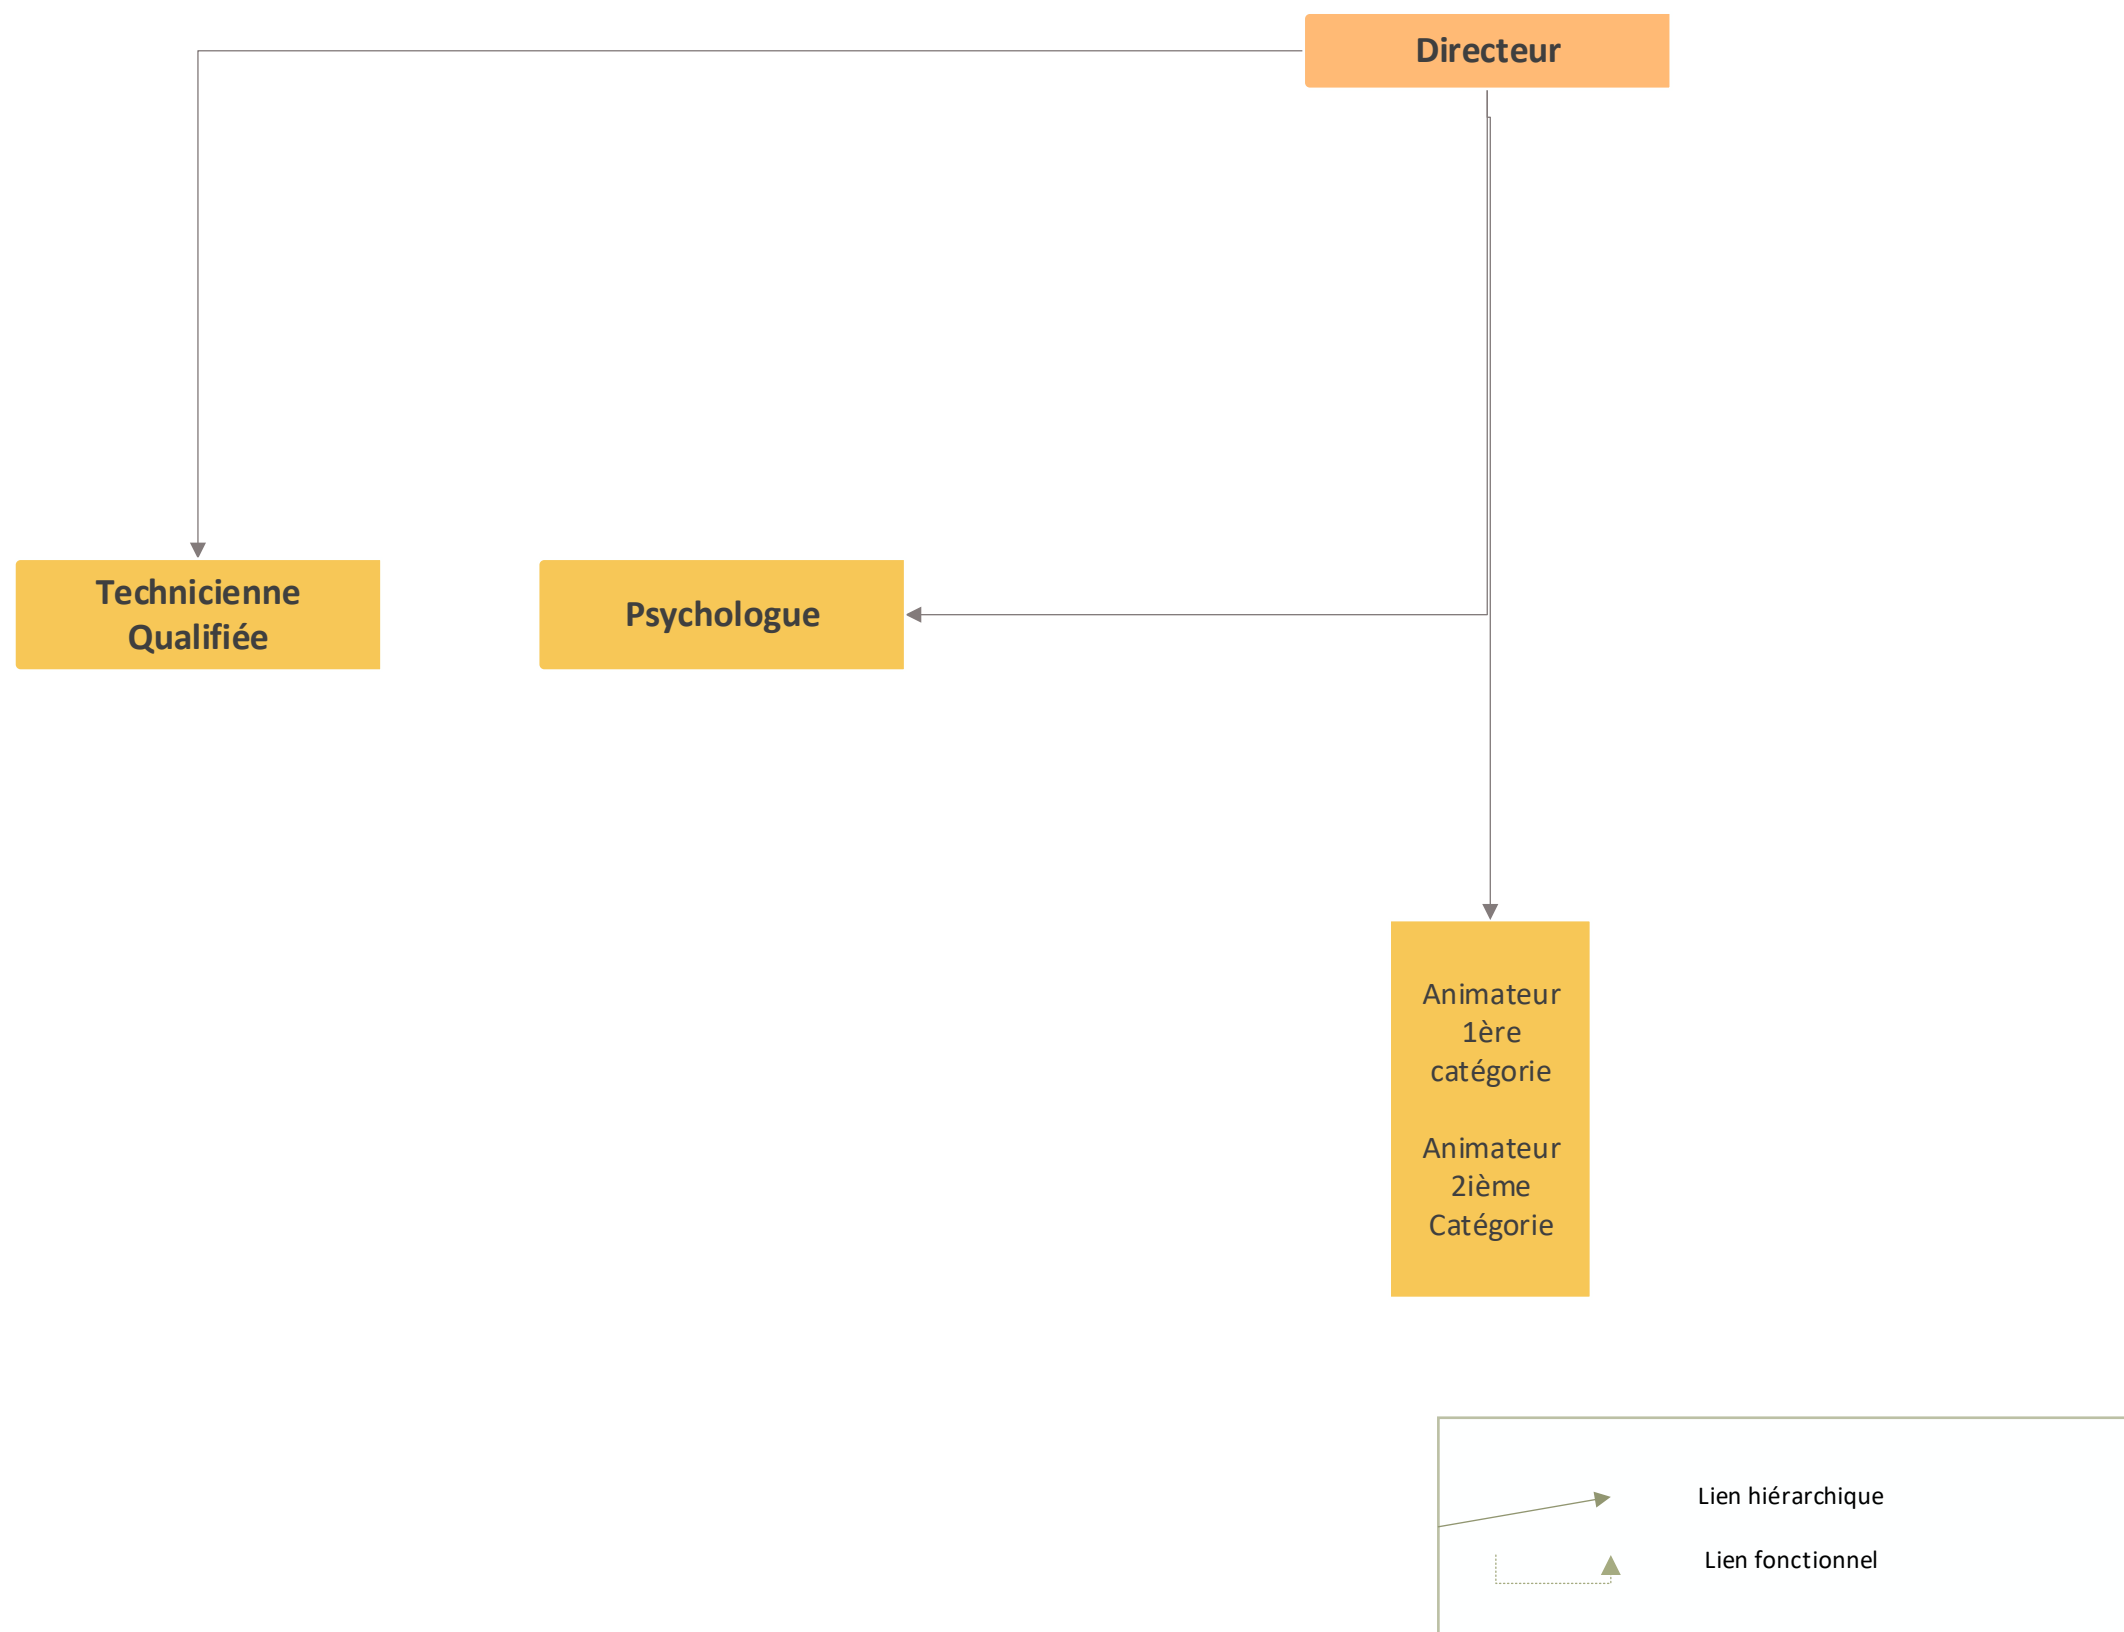 Directeur
Technicienne
Qualifiée
Psychologue
Animateur
1ère
catégorie
Animateur
2ième
Catégorie
Lien hiérarchique
Lien fonctionnel